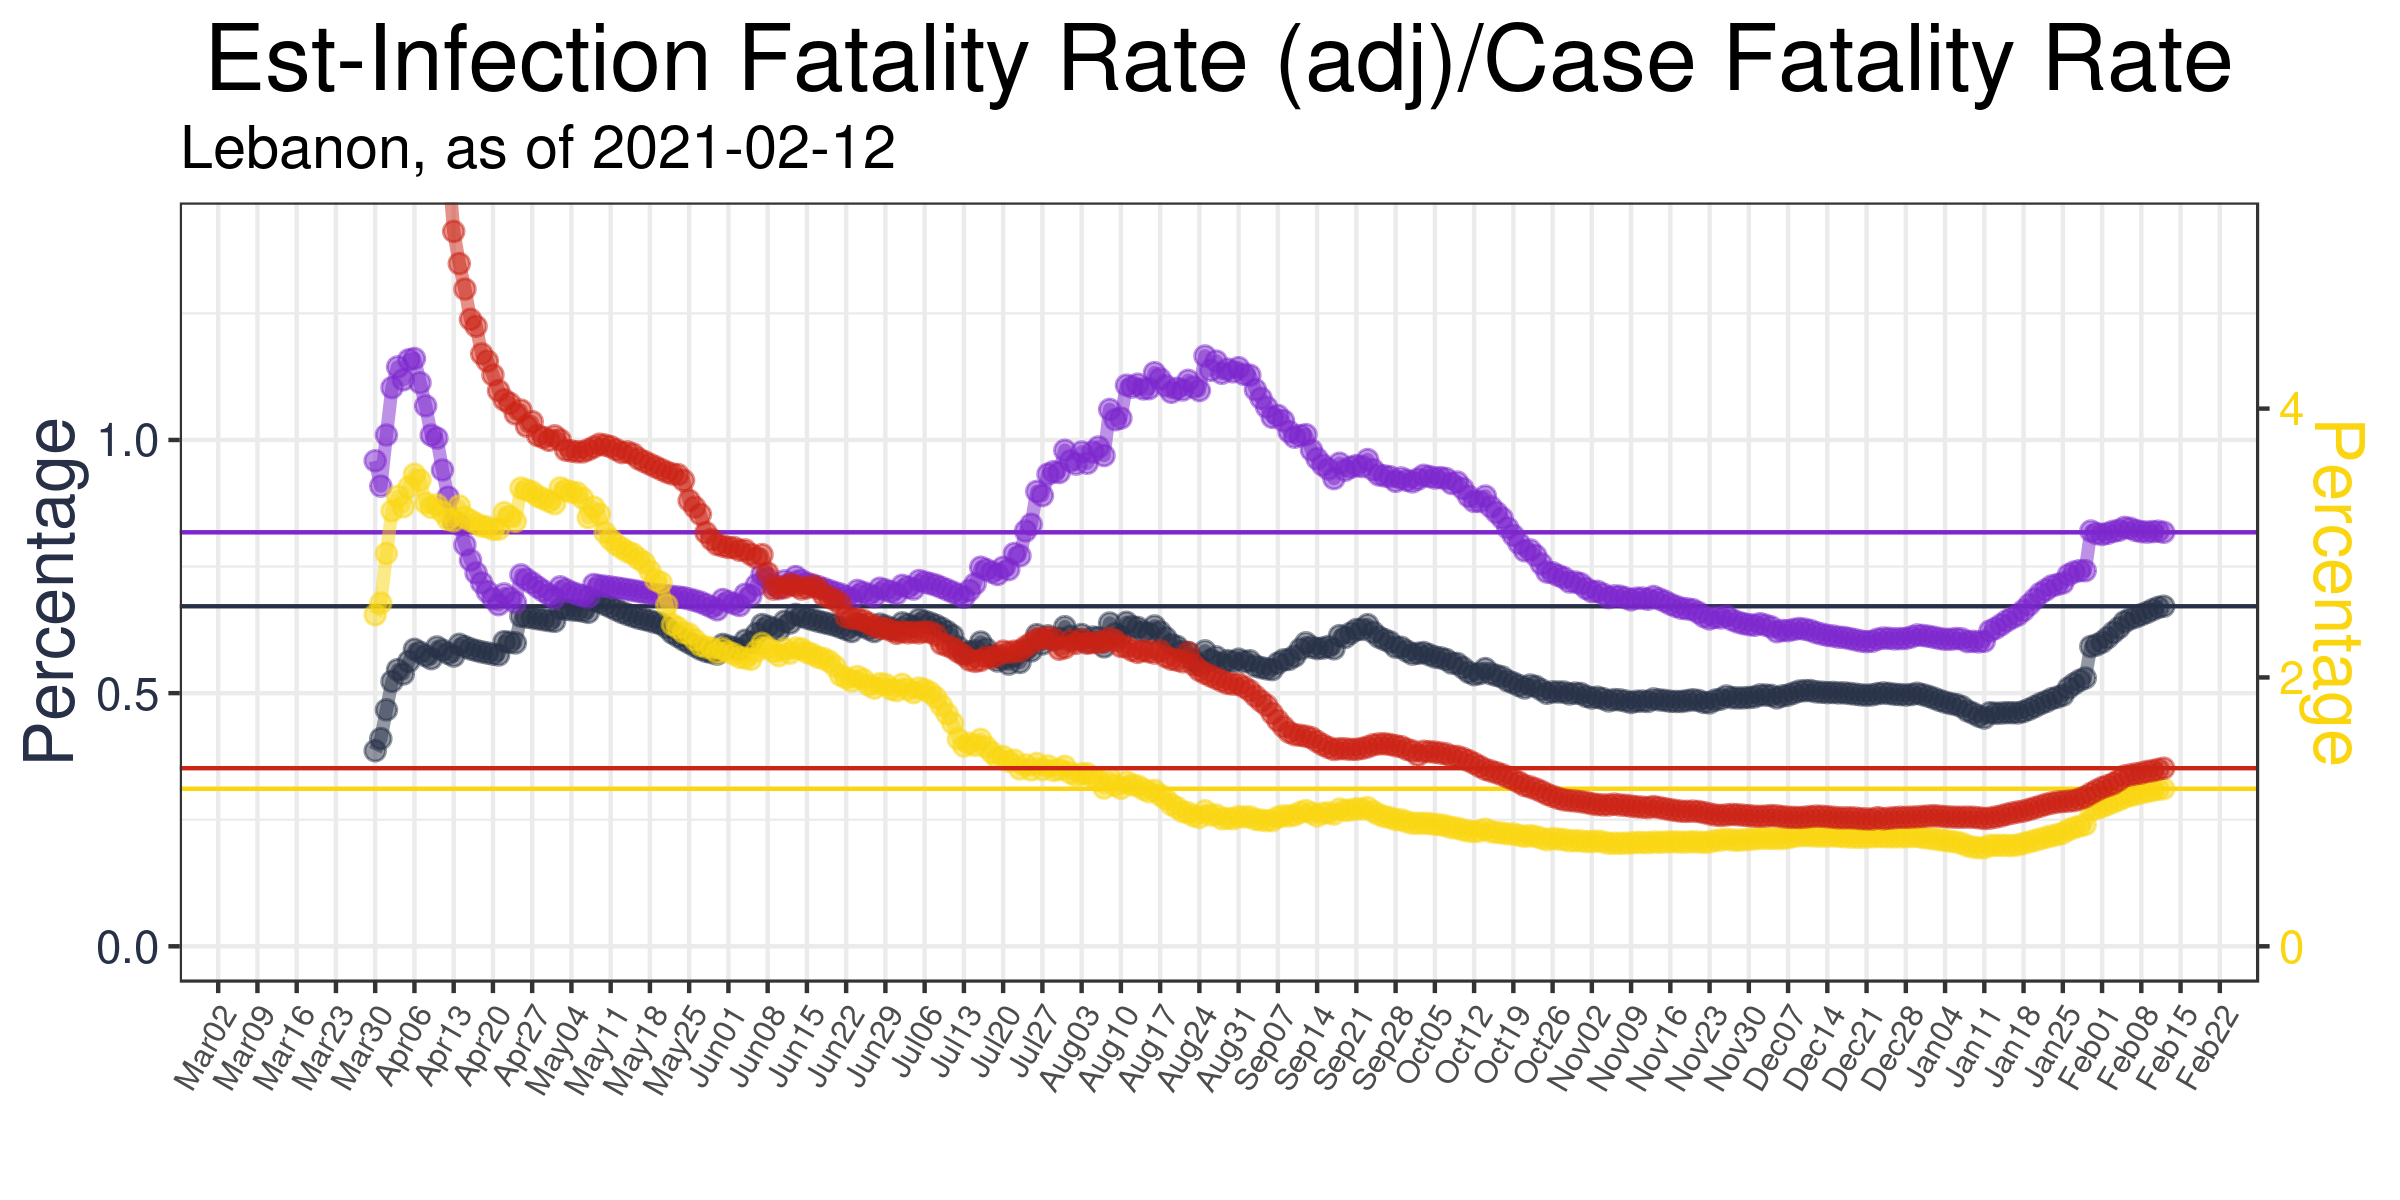 Est-Infection Fatality Rate (adj)/Case Fatality Rate
Lebanon, as of 2021-02-12
Percentage
1.0
0.5
0.0
4
2
0
Percentage
Mar02
Mar09
Mar16
Mar23
Mar30
Apr06
Apr13
Apr20
Apr27
May04
May11
May18
May25
Jun01
Jun08
Jun15
Jun22
Jun29
Jul06
Jul13
Jul20
Jul27
Aug03
Aug10
Aug17
Aug24
Aug31
Sep07
Sep14
Sep21
Sep28
Oct05
Oct12
Oct19
Oct26
Nov02
Nov09
Nov16
Nov23
Nov30
Dec07
Dec14
Dec21
Dec28
Jan04
Jan11
Jan18
Jan25
Feb01
Feb08
Feb15
Feb22